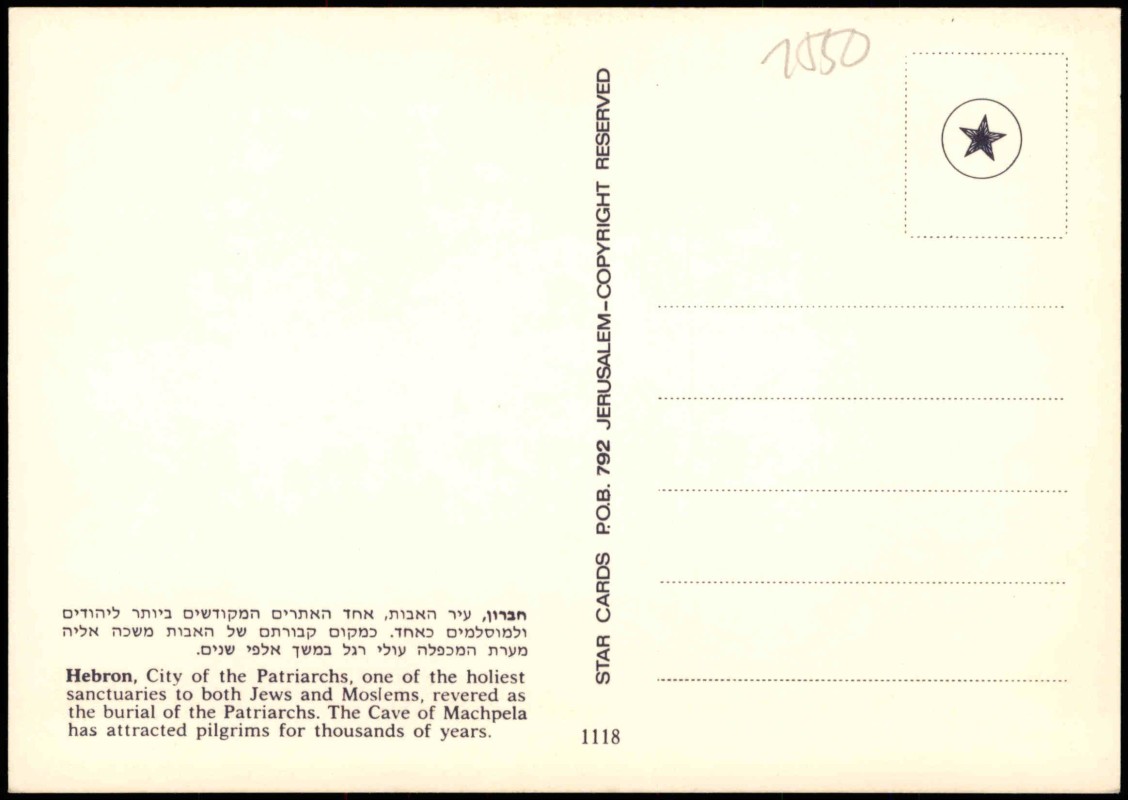 חברון, עיר האבות, אחד האתרים המקודשים ביותר ליהודים
ולמוסלמים כאחד. כמקום קבורתם של האבות משכה אליה
מערת המכפלה עולי רגל במשך אלפי שנים.
Hebron, City of the Patriarchs, one of the holiest
sanctuaries to both Jews and Moslems, revered as
the burial of the Patriarchs. The Cave of Machpela
has attracted pilgrims for thousands of years.
1118
STAR CARDS P.O.B. 792 JERUSALEM–COPYRIGHT RESERVED